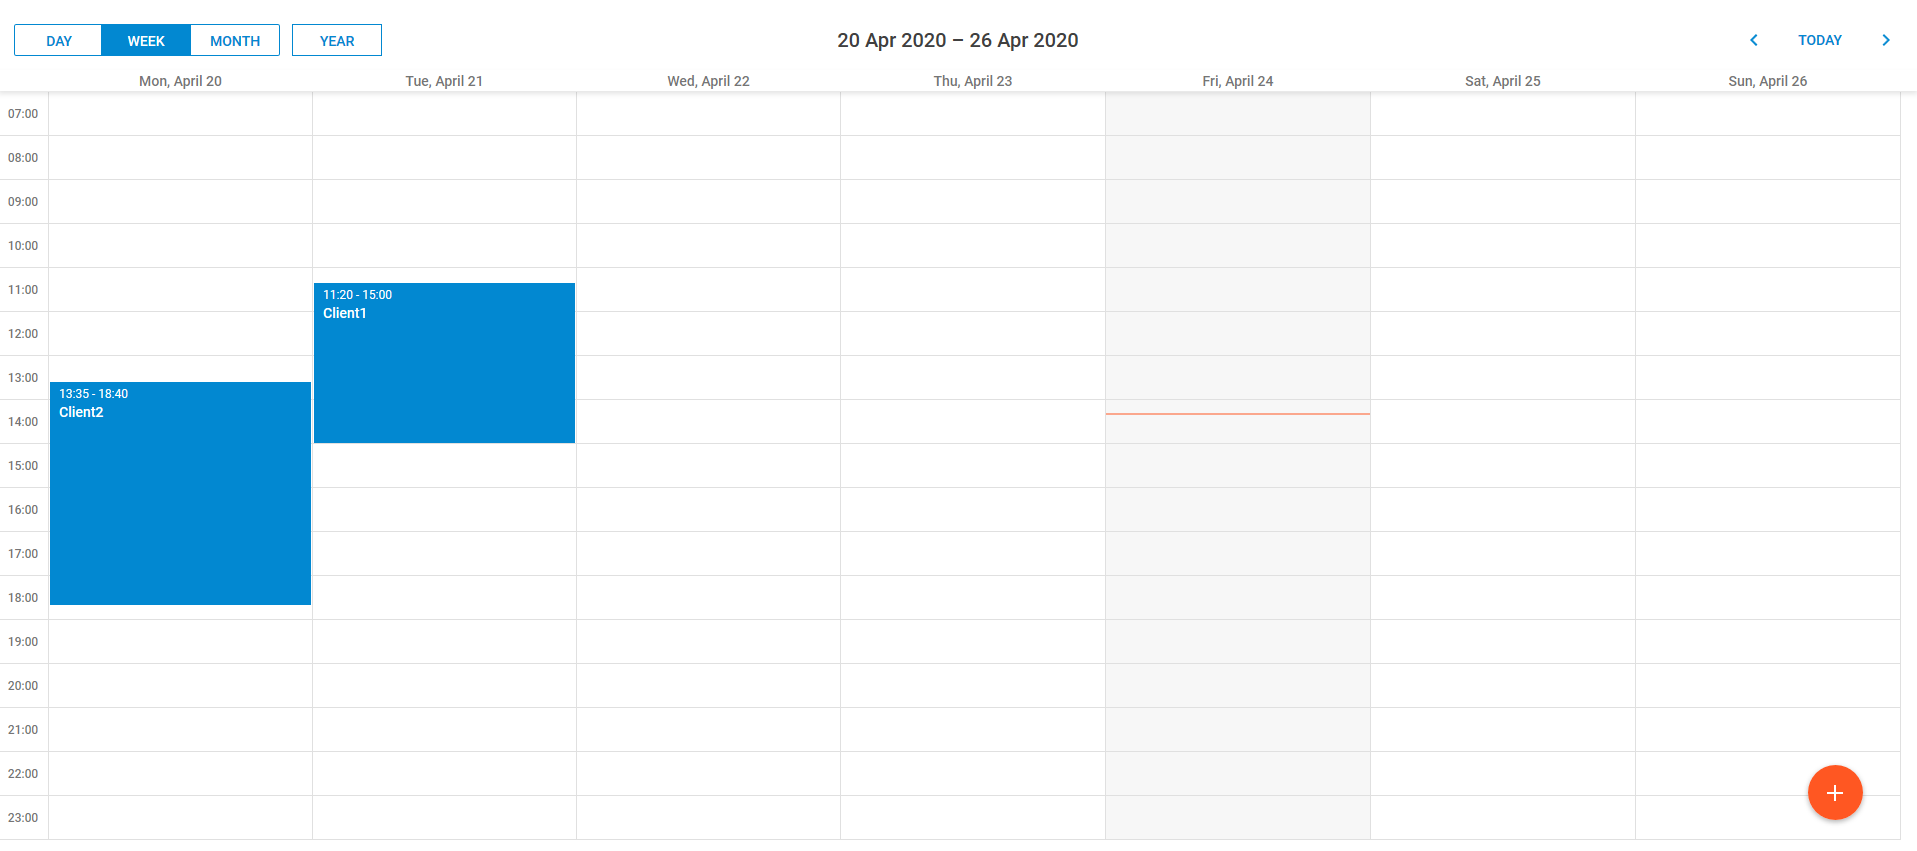 DAY WEEK MONTH YEAR 20 Apr 2020 – 26 Apr 2020 TODAY
Mon, April 20 Tue, April 21 Wed, April 22 Thu, April 23 Fri, April 24 Sat, April 25 Sun, April 26
07:00
08:00
09:00
10:00
11:00 11:20 - 15:00
Client1
12:00
13:00
13:35 - 18:40
Client2
14:00
15:00
16:00
17:00
18:00
19:00
20:00
21:00
22:00
23:00